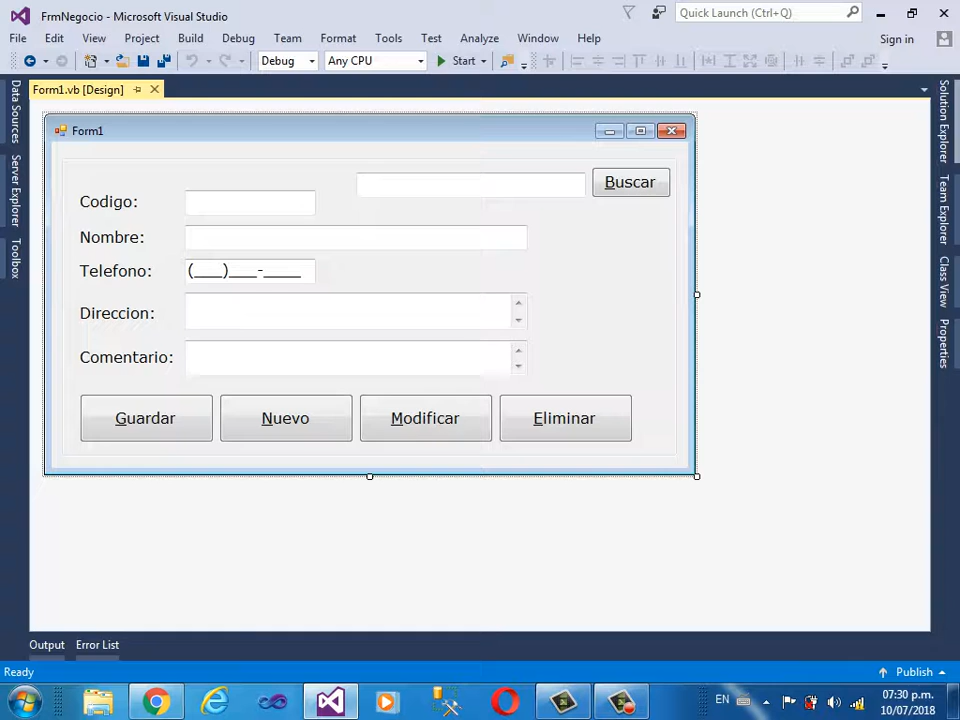 FrmNegocio - Microsoft Visual Studio
Quick Launch (Ctrl+Q)
File Edit View Project Build Debug Team Format Tools Test Analyze Window Help
Sign in
Debug Any CPU Start
Form1.vb [Design]
Data Sources
Server Explorer
Toolbox
Form1
Buscar
Codigo:
Nombre:
Telefono: (___)___-____
Direccion:
Comentario:
Guardar Nuevo Modificar Eliminar
Solution Explorer
Team Explorer
Class View
Properties
Output Error List
Ready
Publish
EN
07:30 p.m.
10/07/2018